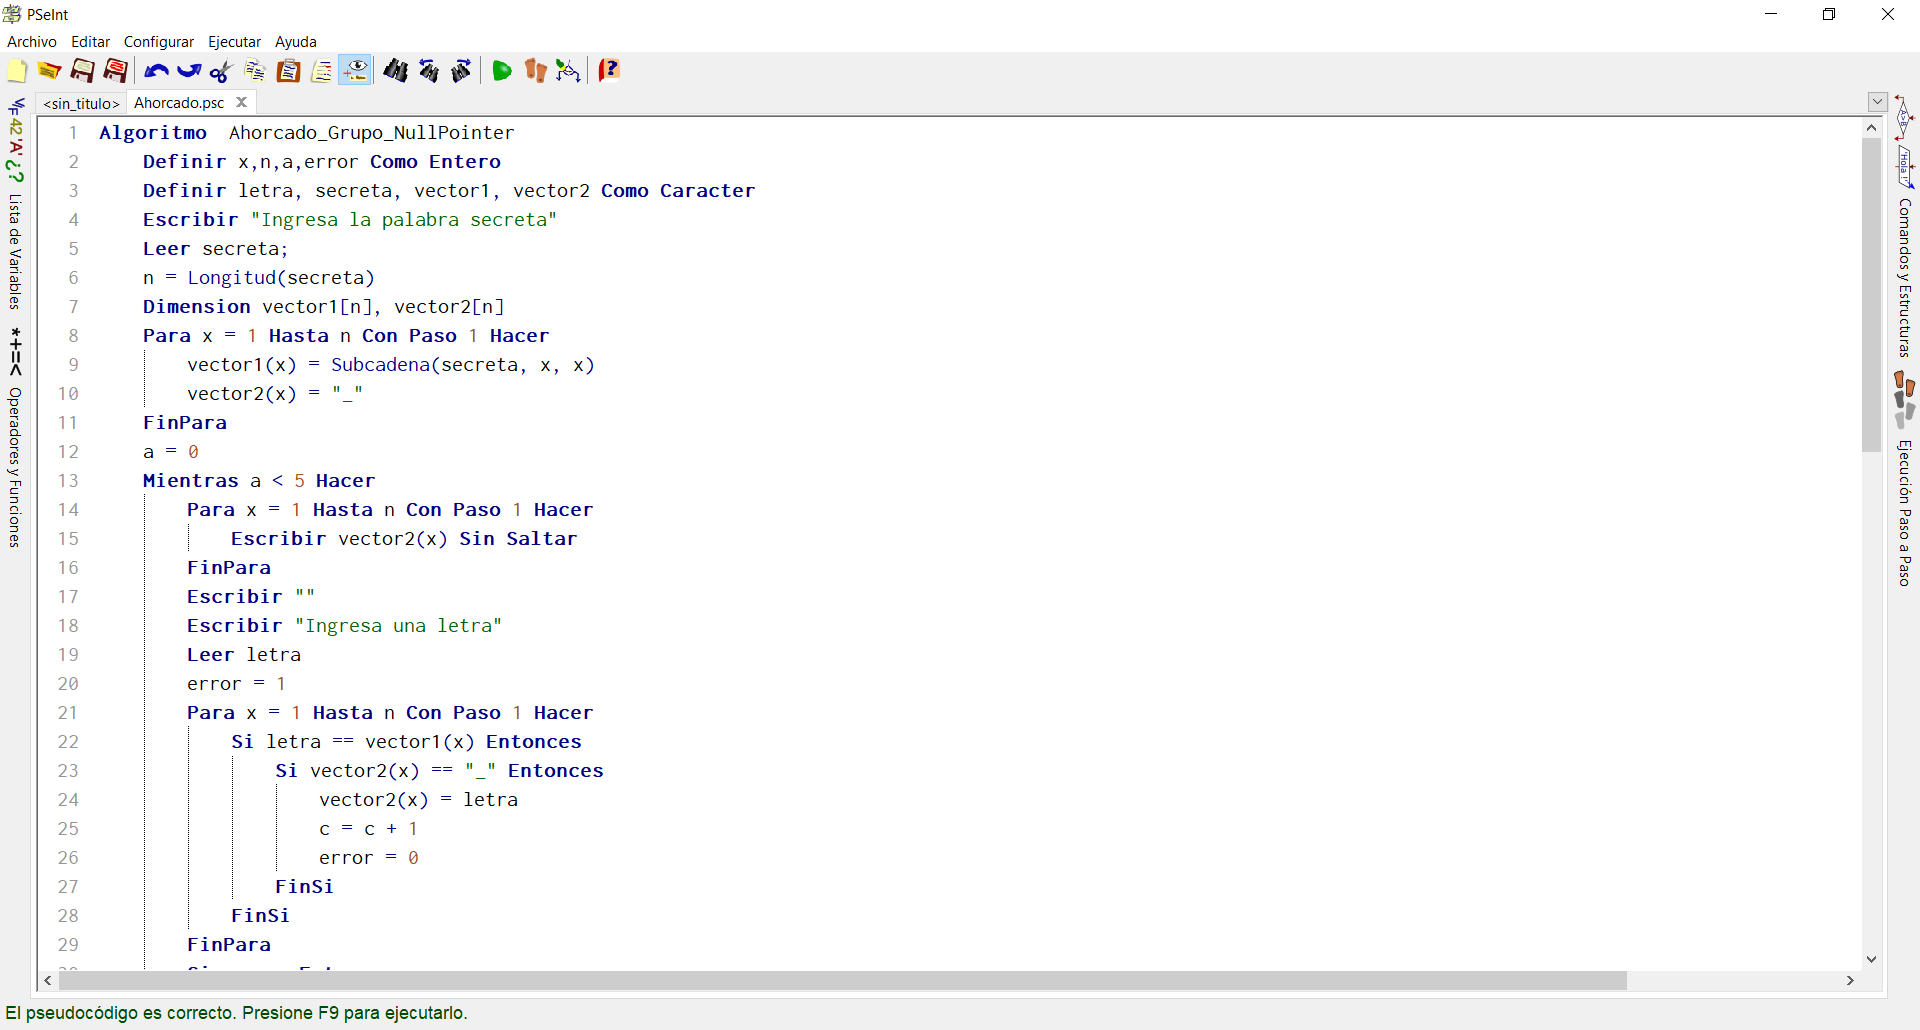 PSeInt
Archivo Editar Configurar Ejecutar Ayuda
<sin_titulo> Ahorcado.psc
1 Algoritmo Ahorcado_Grupo_NullPointer
2 Definir x,n,a,error Como Entero
3 Definir letra, secreta, vector1, vector2 Como Caracter
4 Escribir "Ingresa la palabra secreta"
5 Leer secreta;
6 n = Longitud(secreta)
7 Dimension vector1[n], vector2[n]
8 Para x = 1 Hasta n Con Paso 1 Hacer
9 vector1(x) = Subcadena(secreta, x, x)
10 vector2(x) = "_"
11 FinPara
12 a = 0
13 Mientras a < 5 Hacer
14 Para x = 1 Hasta n Con Paso 1 Hacer
15 Escribir vector2(x) Sin Saltar
16 FinPara
17 Escribir ""
18 Escribir "Ingresa una letra"
19 Leer letra
20 error = 1
21 Para x = 1 Hasta n Con Paso 1 Hacer
22 Si letra == vector1(x) Entonces
23 Si vector2(x) == "_" Entonces
24 vector2(x) = letra
25 c = c + 1
26 error = 0
27 FinSi
28 FinSi
29 FinPara
V/F 42 'A' ¿? Lista de Variables
*+=< Operadores y Funciones
A>B
"Hola !"
Comandos y Estructuras
Ejecución Paso a Paso
El pseudocódigo es correcto. Presione F9 para ejecutarlo.